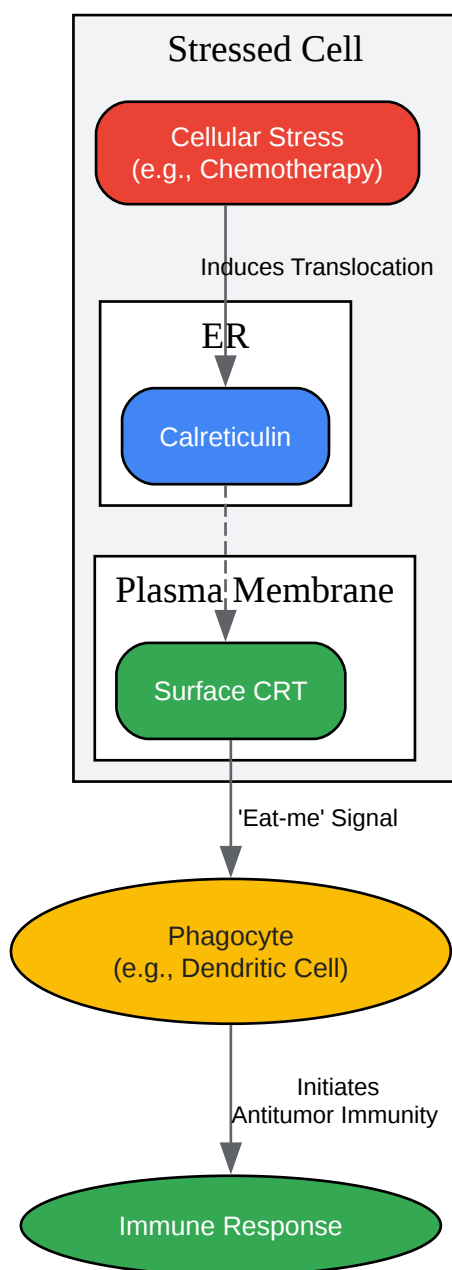 Stressed Cell
Cellular Stress
(e.g., Chemotherapy)
Induces Translocation
ER
Calreticulin
Plasma Membrane
Surface CRT
'Eat-me' Signal
Phagocyte
(e.g., Dendritic Cell)
Initiates
Antitumor Immunity
Immune Response